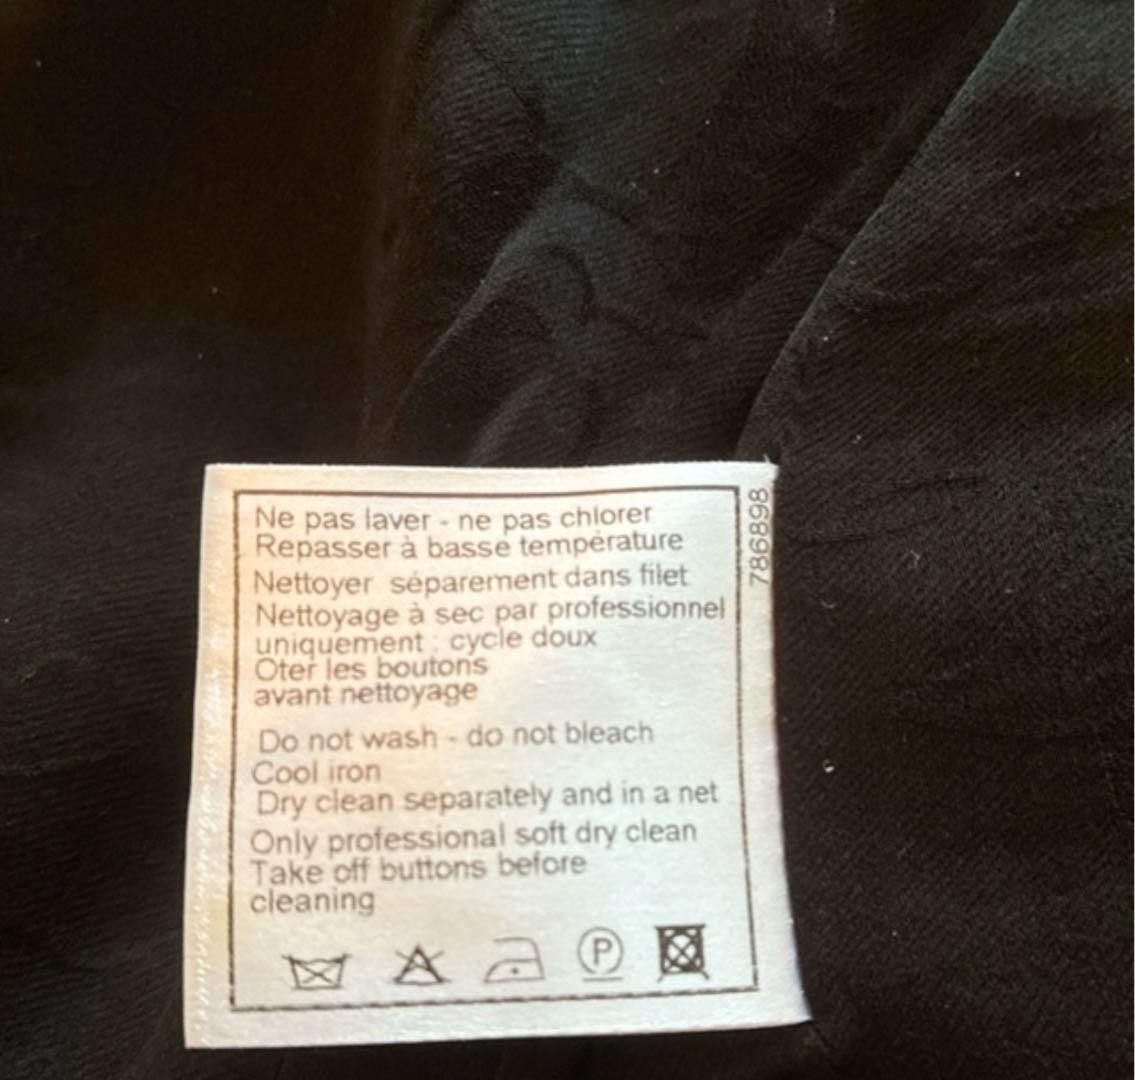 Ne pas laver - ne pas chlorer
Repasser à basse température
Nettoyer séparement dans filet
Nettoyage à sec par professionnel
uniquement : cycle doux
Oter les boutons
avant nettoyage
Do not wash - do not bleach
Cool iron
Dry clean separately and in a net
Only professional soft dry clean
Take off buttons before
cleaning
P
786898